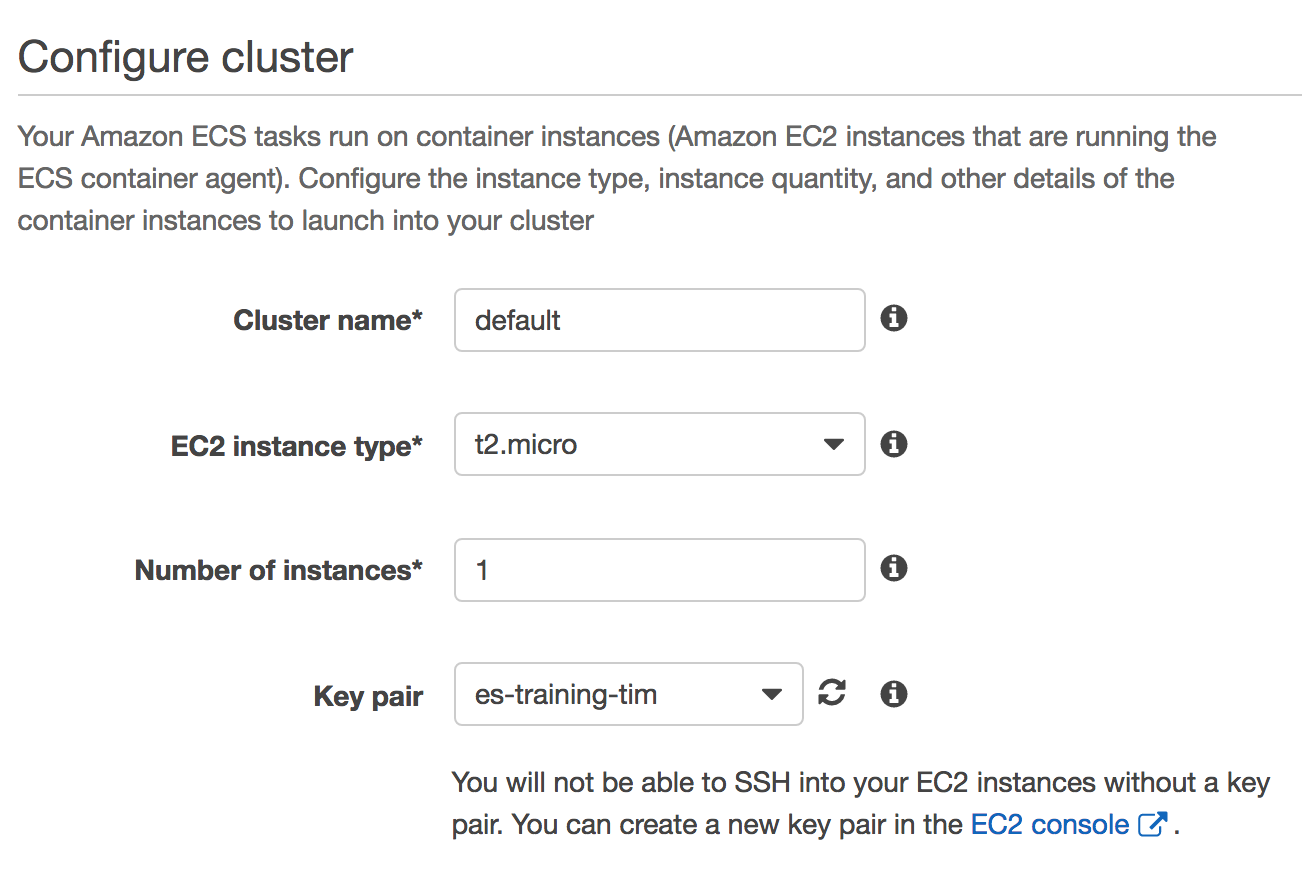 Configure cluster
Your Amazon ECS tasks run on container instances (Amazon EC2 instances that are running the
ECS container agent). Configure the instance type, instance quantity, and other details of the
container instances to launch into your cluster
Cluster name* default
EC2 instance type* t2.micro
Number of instances* 1
Key pair es-training-tim
You will not be able to SSH into your EC2 instances without a key
pair. You can create a new key pair in the EC2 console .